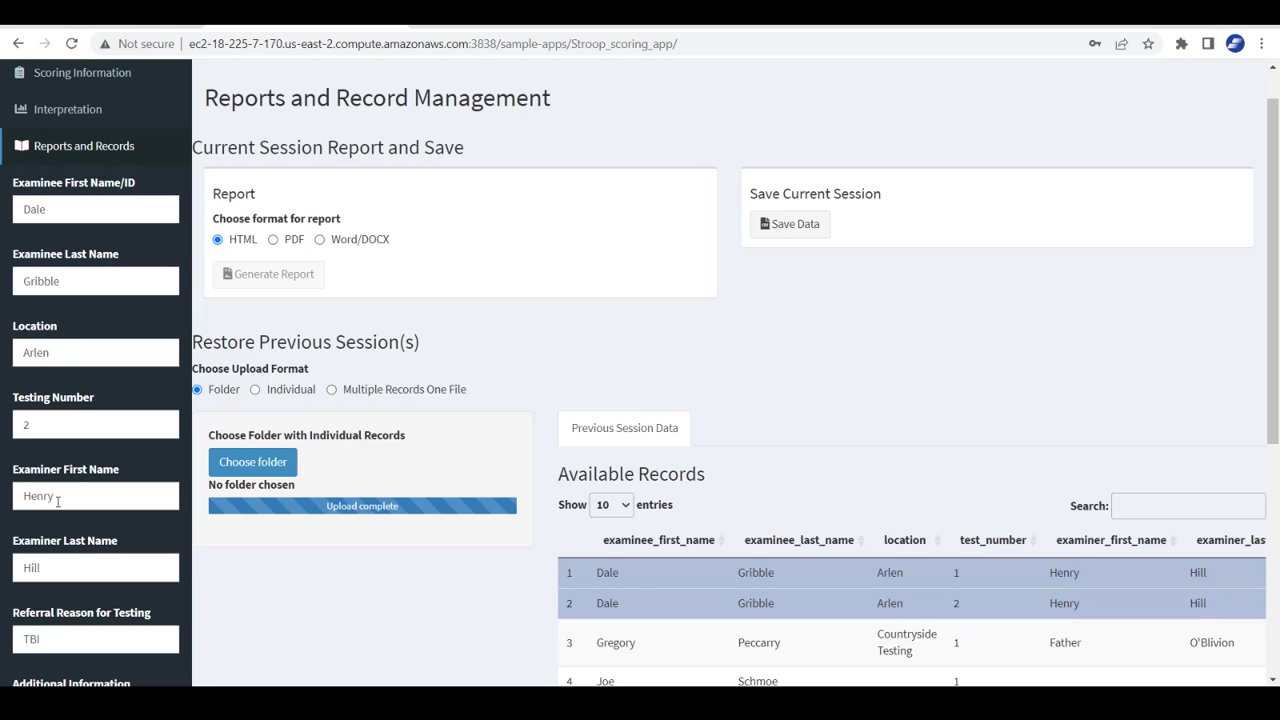 Not secure ec2-18-225-7-170.us-east-2.compute.amazonaws.com:3838/sample-apps/Stroop_scoring_app/
Scoring Information
Interpretation
Reports and Records
Examinee First Name/ID
Dale
Examinee Last Name
Gribble
Location
Arlen
Testing Number
2
Examiner First Name
Henry
Examiner Last Name
Hill
Referral Reason for Testing
TBI
Additional Information
Reports and Record Management
Current Session Report and Save
Report
Choose format for report
HTML PDF Word/DOCX
Generate Report
Save Current Session
Save Data
Restore Previous Session(s)
Choose Upload Format
Folder Individual Multiple Records One File
Choose Folder with Individual Records
Choose folder
No folder chosen
Upload complete
Previous Session Data
Available Records
Show 10 entries
Search:
examinee_first_name examinee_last_name location test_number examiner_first_name examiner_las
1 Dale Gribble Arlen 1 Henry Hill
2 Dale Gribble Arlen 2 Henry Hill
3 Gregory Peccarry Countryside Testing 1 Father O'Blivion
4 Joe Schmoe 1